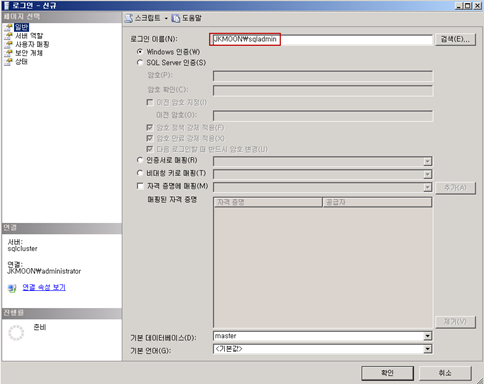 로그인 - 신규
페이지 선택
일반
서버 역할
사용자 매핑
보안 개체
상태
스크립트
도움말
로그인 이름(N):
JKMOON₩sqladmin
검색(E)...
Windows 인증(W)
SQL Server 인증(S)
암호(P):
암호 확인(C):
이전 암호 지정(I)
이전 암호(O):
암호 정책 강제 적용(F)
암호 만료 강제 적용(X)
다음 로그인할 때 반드시 암호 변경(U)
인증서로 매핑(R)
비대칭 키로 매핑(T)
자격 증명에 매핑(M)
추가(A)
매핑된 자격 증명
자격 증명
공급자
제거(V)
기본 데이터베이스(D):
master
기본 언어(G):
<기본값>
연결
서버:
sqlcluster
연결:
JKMOON₩administrator
연결 속성 보기
진행률
준비
확인
취소